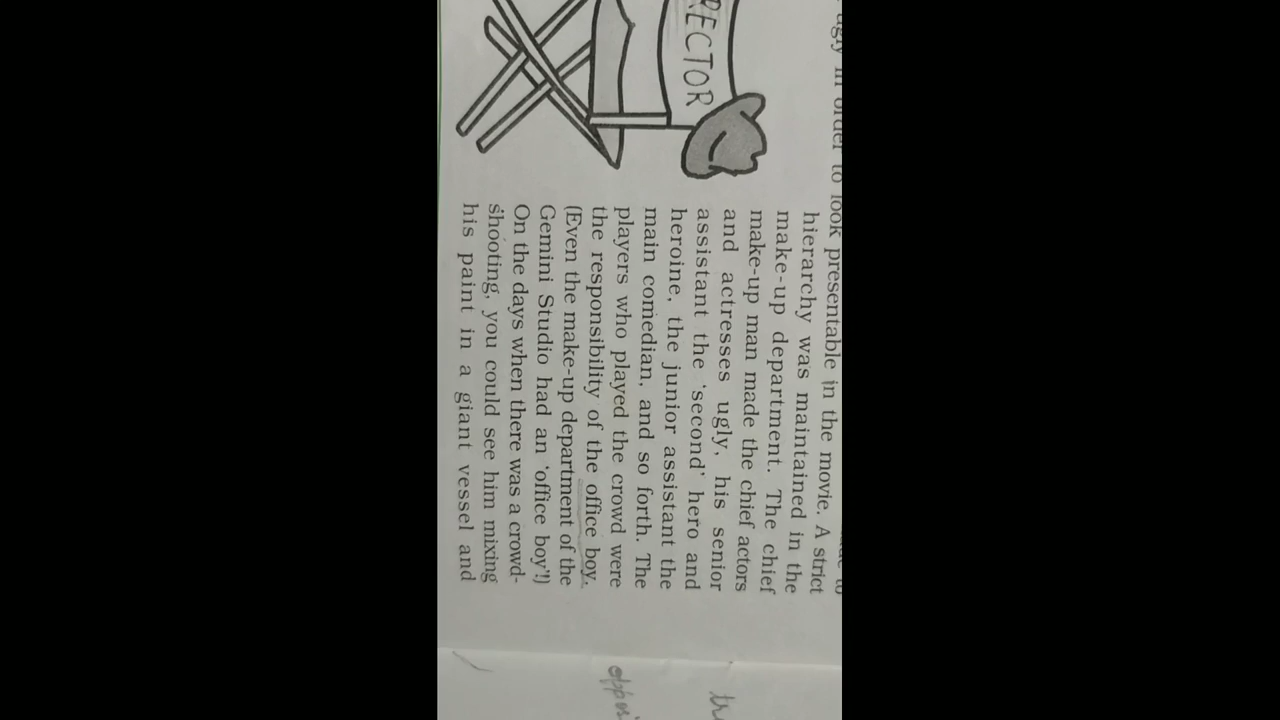 RECTOR
ugly in order to look presentable in the movie. A strict
hierarchy was maintained in the
make-up department. The chief
make-up man made the chief actors
and actresses ugly, his senior
assistant the 'second' hero and
heroine, the junior assistant the
main comedian, and so forth. The
players who played the crowd were
the responsibility of the office boy.
(Even the make-up department of the
Gemini Studio had an 'office boy'!)
On the days when there was a crowd-
shooting, you could see him mixing
his paint in a giant vessel and